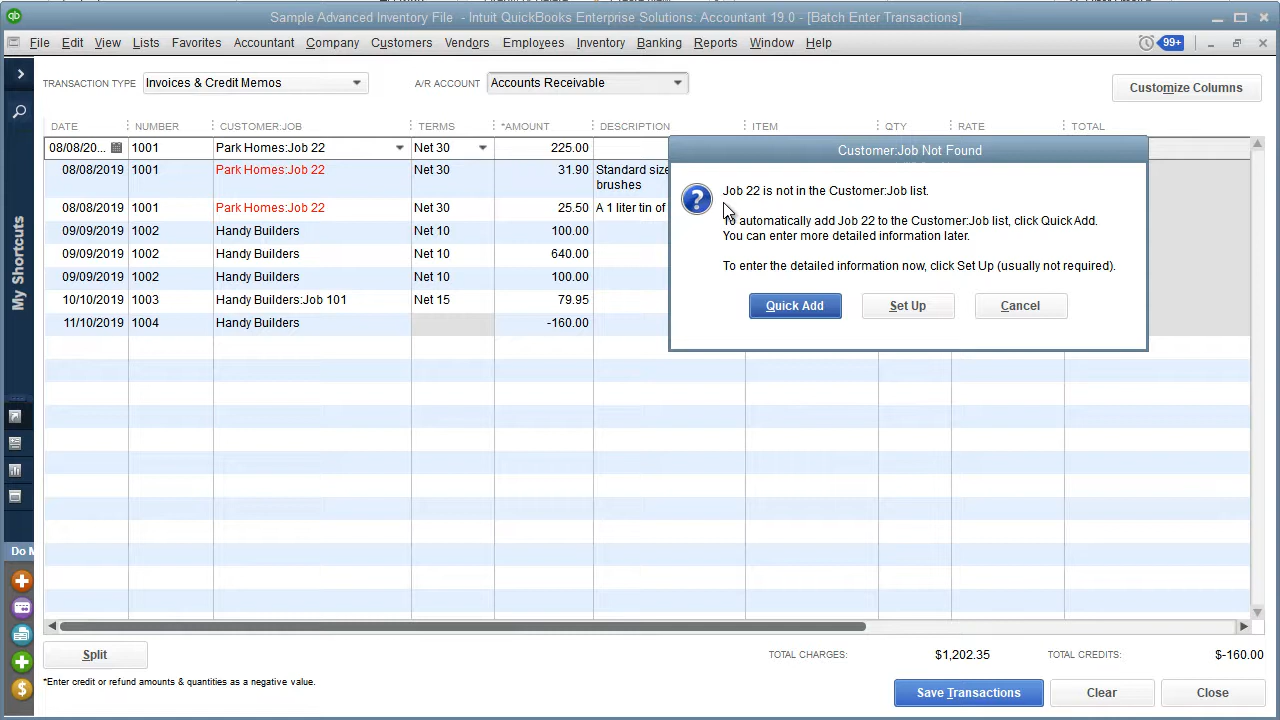 Sample Advanced Inventory File - Intuit QuickBooks Enterprise Solutions: Accountant 19.0 - [Batch Enter Transactions]
File Edit View Lists Favorites Accountant Company Customers Vendors Employees Inventory Banking Reports Window Help 99+
TRANSACTION TYPE Invoices & Credit Memos A/R ACCOUNT Accounts Receivable Customize Columns
DATE NUMBER CUSTOMER:JOB TERMS *AMOUNT DESCRIPTION ITEM QTY RATE TOTAL
08/08/20... 1001 Park Homes:Job 22 Net 30 225.00
08/08/2019 1001 Park Homes:Job 22 Net 30 31.90 Standard size
brushes
08/08/2019 1001 Park Homes:Job 22 Net 30 25.50 A 1 liter tin of
09/09/2019 1002 Handy Builders Net 10 100.00
09/09/2019 1002 Handy Builders Net 10 640.00
09/09/2019 1002 Handy Builders Net 10 100.00
10/10/2019 1003 Handy Builders:Job 101 Net 15 79.95
11/10/2019 1004 Handy Builders -160.00
Customer:Job Not Found
Job 22 is not in the Customer:Job list.
To automatically add Job 22 to the Customer:Job list, click Quick Add.
You can enter more detailed information later.
To enter the detailed information now, click Set Up (usually not required).
Quick Add Set Up Cancel
My Shortcuts
Do M
Split TOTAL CHARGES: $1,202.35 TOTAL CREDITS: $-160.00
*Enter credit or refund amounts & quantities as a negative value.
Save Transactions Clear Close